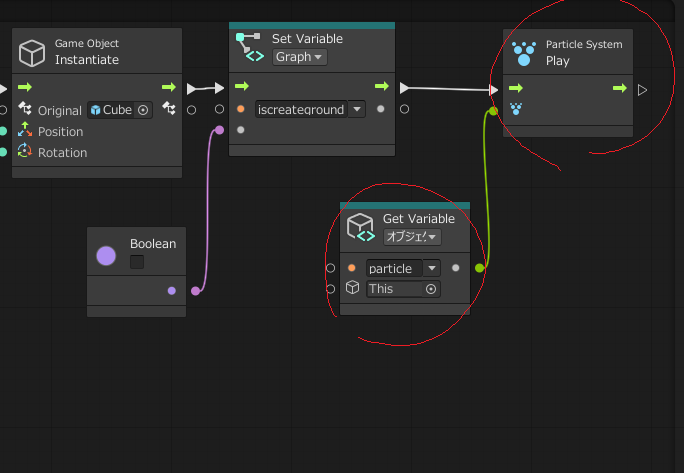 Game Object
Instantiate
Original Cube
Position
Rotation
Set Variable
Graph
iscreateground
Particle System
Play
Boolean
Get Variable
オブジェク
particle
This